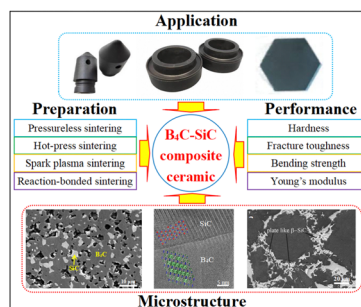 Application
Preparation
Pressureless sintering
Hot-press sintering
Spark plasma sintering
Reaction-bonded sintering
B₄C-SiC
composite
ceramic
Performance
Hardness
Fracture toughness
Bending strength
Young's modulus
B₄C
SiC
SiC
B₄C
plate like β-SiC
Microstructure